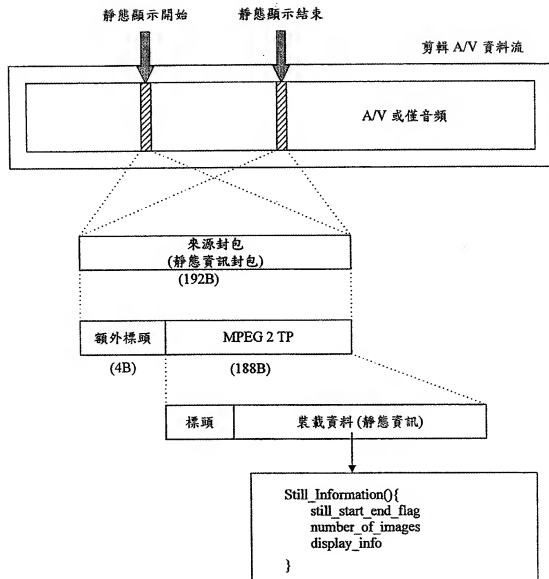 靜態顯示開始
靜態顯示結束
剪輯 A/V 資料流
A/V 或僅音頻
來源封包
(靜態資訊封包)
(192B)
額外標頭
MPEG 2 TP
(4B)
(188B)
標頭
裝載資料 (靜態資訊)
Still_Information(){
still_start_end_flag
number_of_images
display_info
}